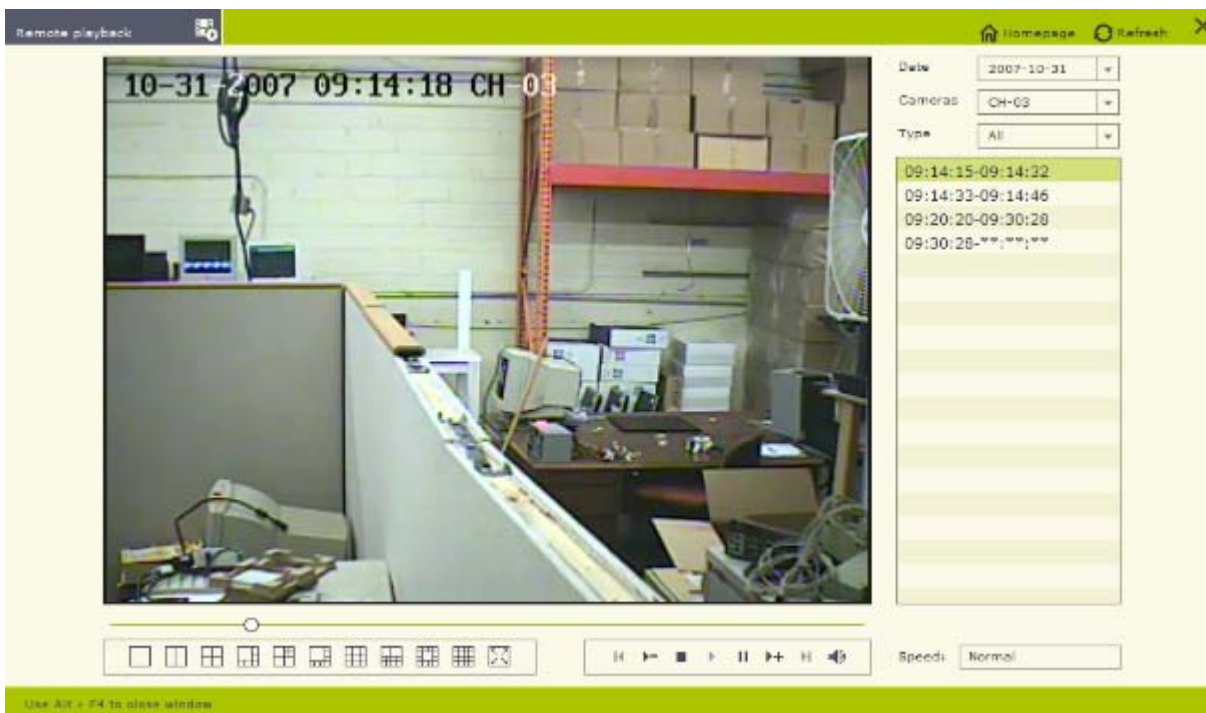 Remote playback
Homepage Refresh
10-31-2007 09:14:18 CH-03
Date 2007-10-31
Cameras CH-03
Type All
09:14:15-09:14:32
09:14:33-09:14:46
09:20:20-09:30:28
09:30:28-**:**:**
Speed: Normal
Use Alt + F4 to close window